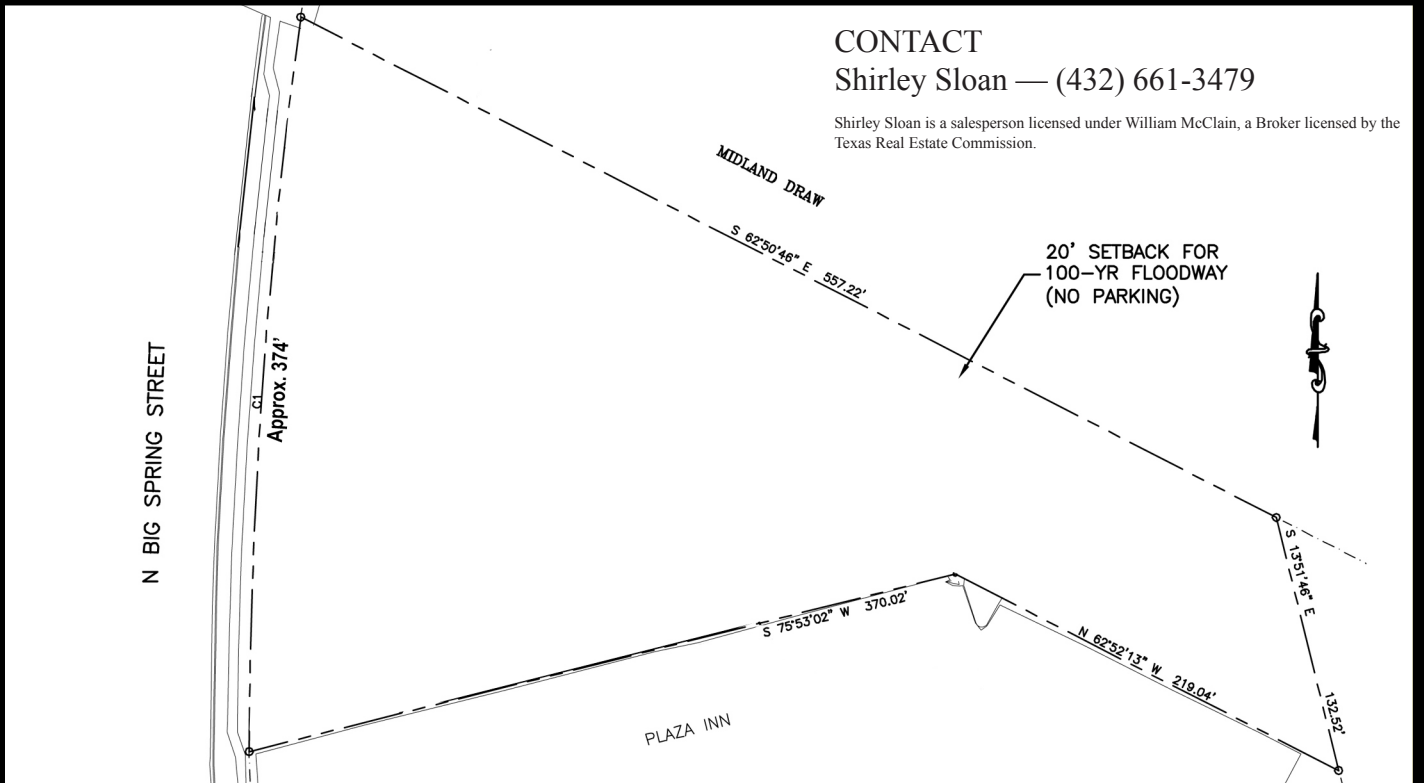 CONTACT
Shirley Sloan — (432) 661-3479
Shirley Sloan is a salesperson licensed under William McClain, a Broker licensed by the
Texas Real Estate Commission.
MIDLAND DRAW
S 62°50'46" E 557.22'
20' SETBACK FOR
100-YR FLOODWAY
(NO PARKING)
N BIG SPRING STREET
C1
Approx. 374'
S 13°51'46" E
132.52'
S 75°53'02" W 370.02'
N 62°52'13" W 219.04'
PLAZA INN